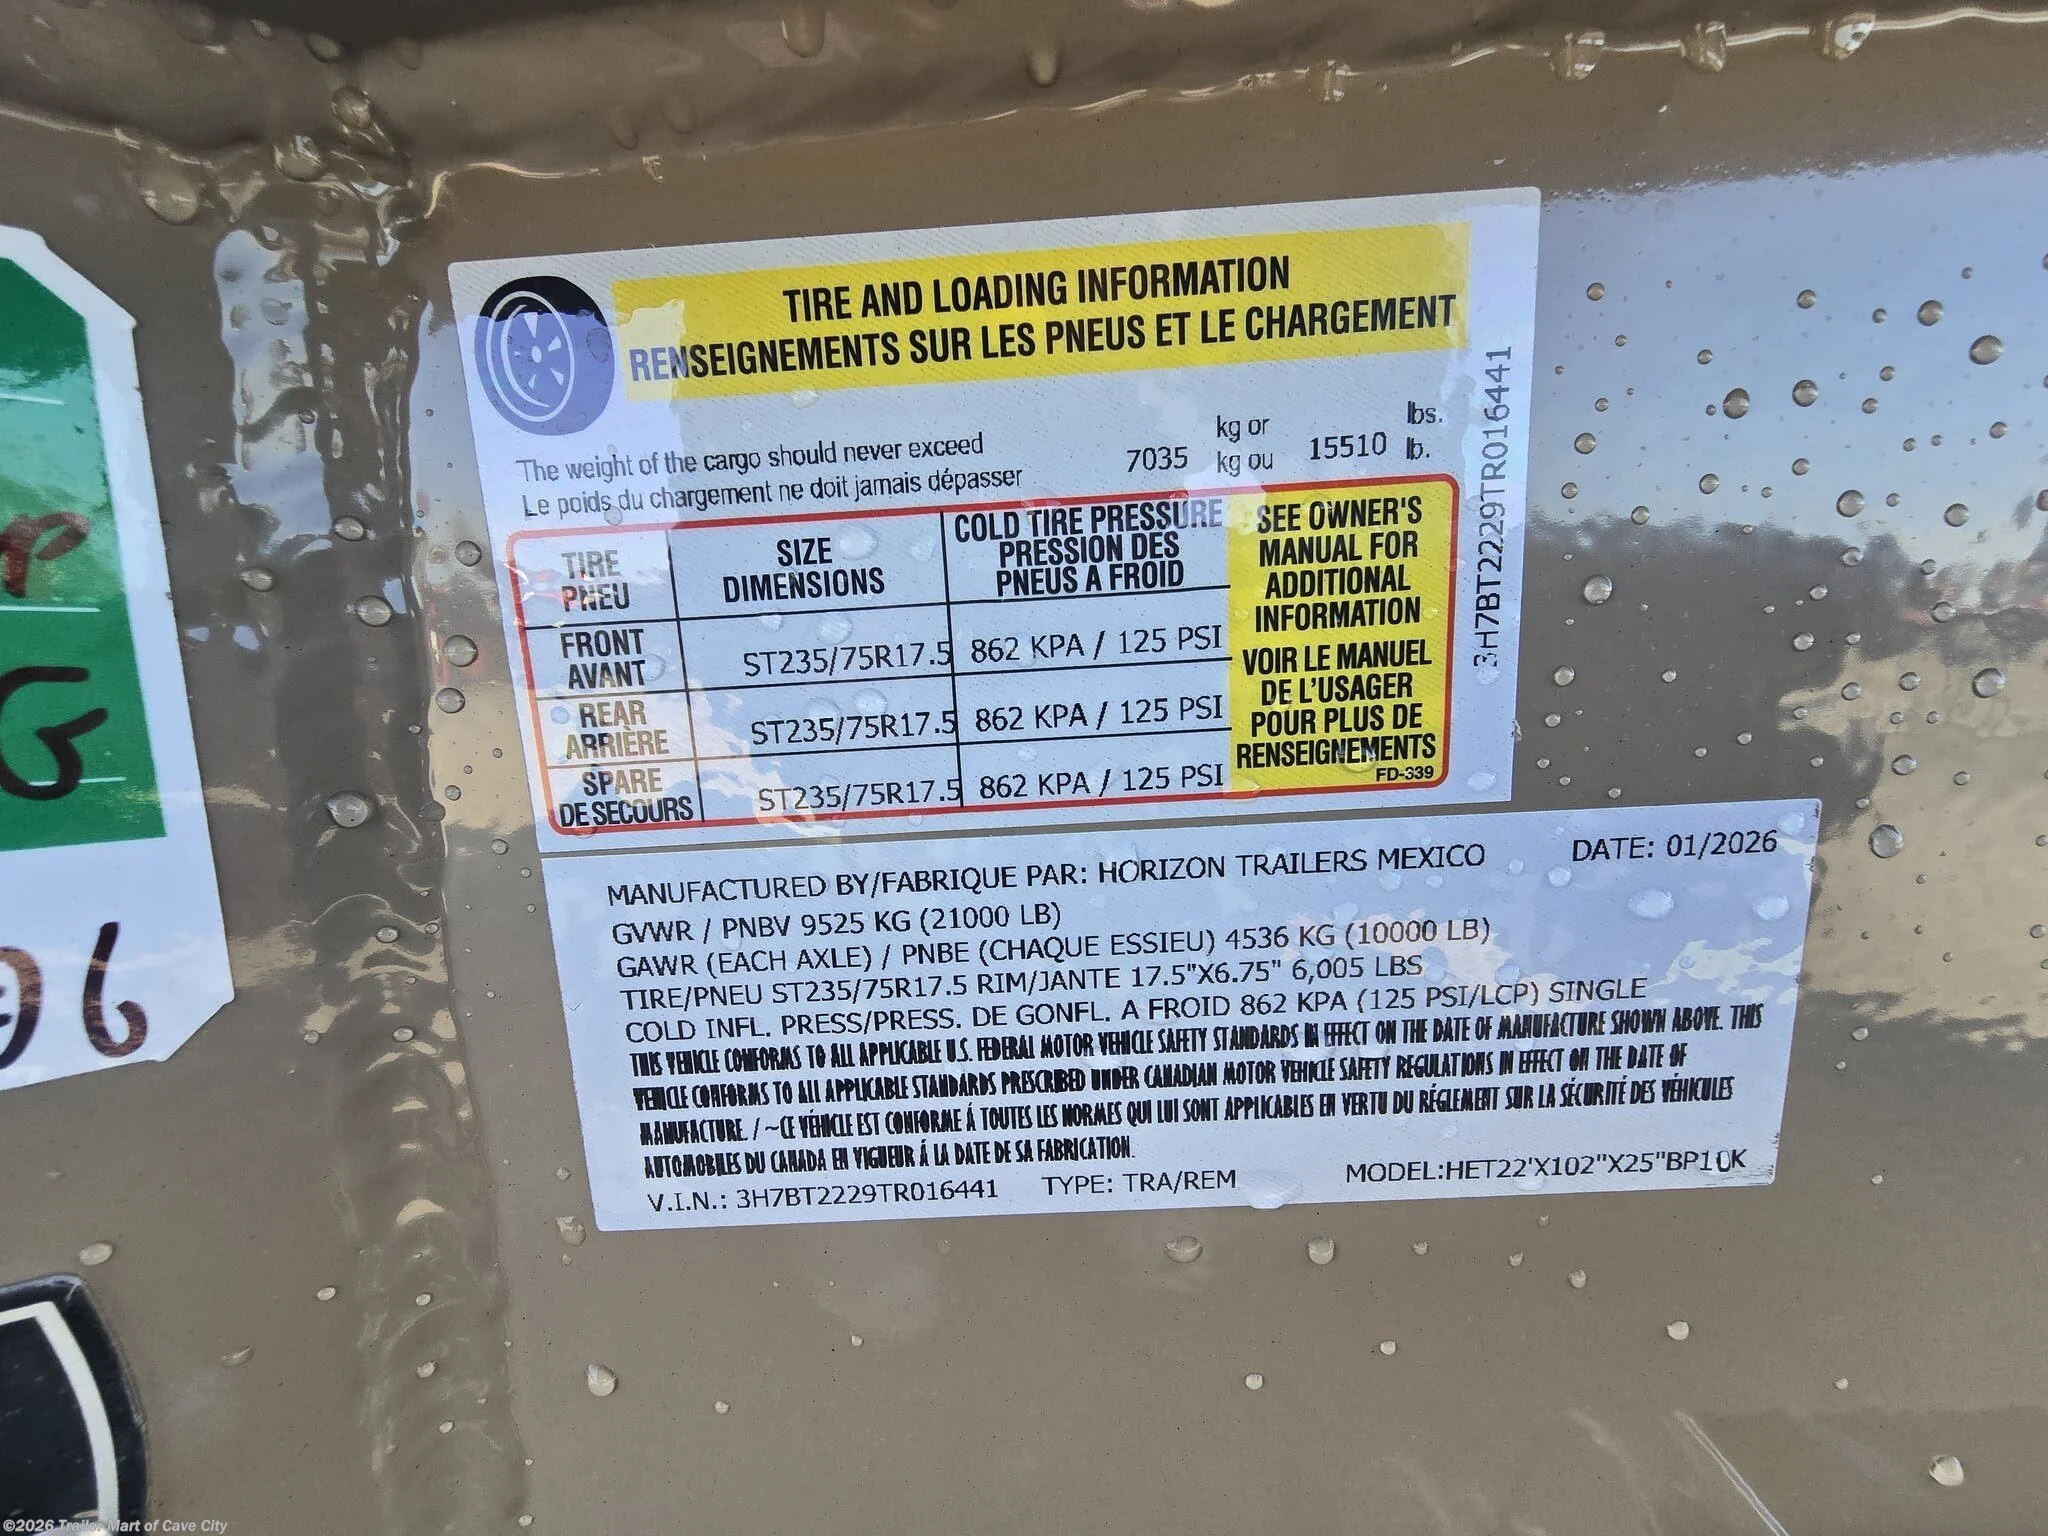 TIRE AND LOADING INFORMATION
RENSEIGNEMENTS SUR LES PNEUS ET LE CHARGEMENT
The weight of the cargo should never exceed 7035 kg or 15510 lbs.
Le poids du chargement ne doit jamais dépasser kg ou lb.
TIRE PNEU SIZE DIMENSIONS COLD TIRE PRESSURE PRESSION DES PNEUS A FROID
FRONT AVANT ST235/75R17.5 862 KPA / 125 PSI
REAR ARRIÈRE ST235/75R17.5 862 KPA / 125 PSI
SPARE DE SECOURS ST235/75R17.5 862 KPA / 125 PSI
SEE OWNER'S
MANUAL FOR
ADDITIONAL
INFORMATION
VOIR LE MANUEL
DE L'USAGER
POUR PLUS DE
RENSEIGNEMENTS
FD-339
3H7BT2229TR016441
MANUFACTURED BY/FABRIQUE PAR: HORIZON TRAILERS MEXICO DATE: 01/2026
GVWR / PNBV 9525 KG (21000 LB)
GAWR (EACH AXLE) / PNBE (CHAQUE ESSIEU) 4536 KG (10000 LB)
TIRE/PNEU ST235/75R17.5 RIM/JANTE 17.5"X6.75" 6,005 LBS
COLD INFL. PRESS/PRESS. DE GONFL. A FROID 862 KPA (125 PSI/LCP) SINGLE
THIS VEHICLE CONFORMS TO ALL APPLICABLE U.S. FEDERAL MOTOR VEHICLE SAFETY STANDARDS IN EFFECT ON THE DATE OF MANUFACTURE SHOWN ABOVE. THIS
VEHICLE CONFORMS TO ALL APPLICABLE STANDARDS PRESCRIBED UNDER CANADIAN MOTOR VEHICLE SAFETY REGULATIONS IN EFFECT ON THE DATE OF
MANUFACTURE. / ~CE VÉHICLE EST CONFORME Á TOUTES LES NORMES QUI LUI SONT APPLICABLES EN VERTU DU RÉGLEMENT SUR LA SÉCURITÉ DES VÉHICULES
AUTOMOBILES DU CANADA EN VIGUEUR Á LA DATE DE SA FABRICATION.
V.I.N.: 3H7BT2229TR016441 TYPE: TRA/REM MODEL:HET22'X102"X25"BP10K
©2026 Trailer Mart of Cave City